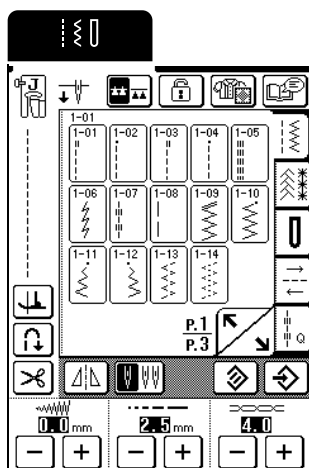 J
1-01
1-01 1-02 1-03 1-04 1-05
1-06 1-07 1-08 1-09 1-10
1-11 1-12 1-13 1-14
P.1
P.3
Q
0.0 mm 2.5 mm 4.0
− + − + − +